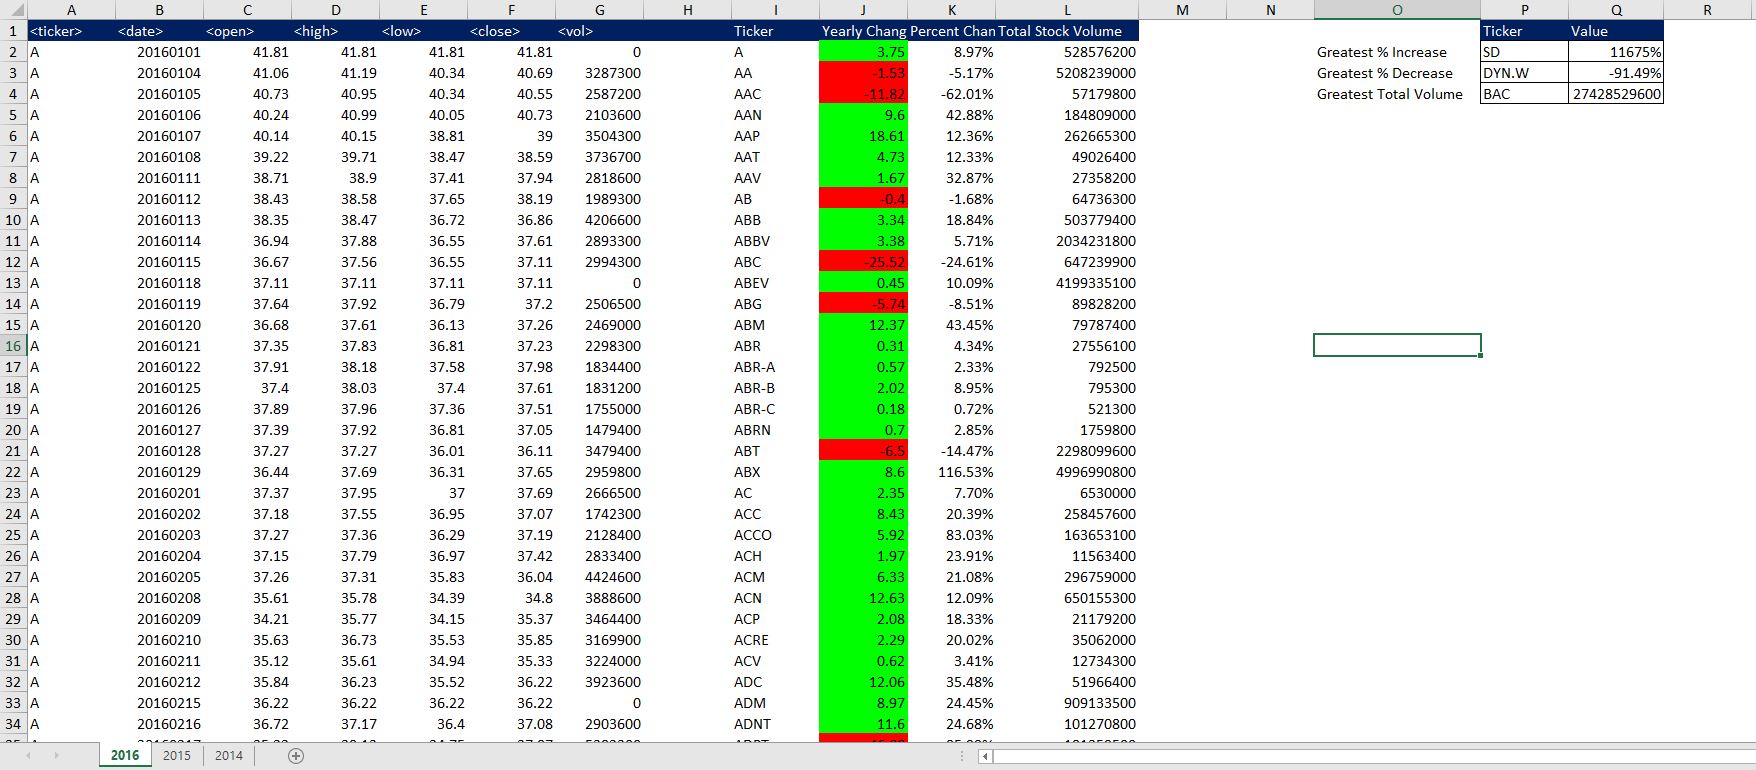 A B C D E F G H I J K L M N O P Q R
1 <ticker> <date> <open> <high> <low> <close> <vol> Ticker Yearly Chang Percent Chan Total Stock Volume Ticker Value
2 A 20160101 41.81 41.81 41.81 41.81 0 A 3.75 8.97% 528576200 Greatest % Increase SD 11675%
3 A 20160104 41.06 41.19 40.34 40.69 3287300 AA -1.53 -5.17% 5208239000 Greatest % Decrease DYN.W -91.49%
4 A 20160105 40.73 40.95 40.34 40.55 2587200 AAC -11.82 -62.01% 57179800 Greatest Total Volume BAC 27428529600
5 A 20160106 40.24 40.99 40.05 40.73 2103600 AAN 9.6 42.88% 184809000
6 A 20160107 40.14 40.15 38.81 39 3504300 AAP 18.61 12.36% 262665300
7 A 20160108 39.22 39.71 38.47 38.59 3736700 AAT 4.73 12.33% 49026400
8 A 20160111 38.71 38.9 37.41 37.94 2818600 AAV 1.67 32.87% 27358200
9 A 20160112 38.43 38.58 37.65 38.19 1989300 AB -0.4 -1.68% 64736300
10 A 20160113 38.35 38.47 36.72 36.86 4206600 ABB 3.34 18.84% 503779400
11 A 20160114 36.94 37.88 36.55 37.61 2893300 ABBV 3.38 5.71% 2034231800
12 A 20160115 36.67 37.56 36.55 37.11 2994300 ABC -25.52 -24.61% 647239900
13 A 20160118 37.11 37.11 37.11 37.11 0 ABEV 0.45 10.09% 4199335100
14 A 20160119 37.64 37.92 36.79 37.2 2506500 ABG -5.74 -8.51% 89828200
15 A 20160120 36.68 37.61 36.13 37.26 2469000 ABM 12.37 43.45% 79787400
16 A 20160121 37.35 37.83 36.81 37.23 2298300 ABR 0.31 4.34% 27556100
17 A 20160122 37.91 38.18 37.58 37.98 1834400 ABR-A 0.57 2.33% 792500
18 A 20160125 37.4 38.03 37.4 37.61 1831200 ABR-B 2.02 8.95% 795300
19 A 20160126 37.89 37.96 37.36 37.51 1755000 ABR-C 0.18 0.72% 521300
20 A 20160127 37.39 37.92 36.81 37.05 1479400 ABRN 0.7 2.85% 1759800
21 A 20160128 37.27 37.27 36.01 36.11 3479400 ABT -6.5 -14.47% 2298099600
22 A 20160129 36.44 37.69 36.31 37.65 2959800 ABX 8.6 116.53% 4996990800
23 A 20160201 37.37 37.95 37 37.69 2666500 AC 2.35 7.70% 6530000
24 A 20160202 37.18 37.55 36.95 37.07 1742300 ACC 8.43 20.39% 258457600
25 A 20160203 37.27 37.36 36.29 37.19 2128400 ACCO 5.92 83.03% 163653100
26 A 20160204 37.15 37.79 36.97 37.42 2833400 ACH 1.97 23.91% 11563400
27 A 20160205 37.26 37.31 35.83 36.04 4424600 ACM 6.33 21.08% 296759000
28 A 20160208 35.61 35.78 34.39 34.8 3888600 ACN 12.63 12.09% 650155300
29 A 20160209 34.21 35.77 34.15 35.37 3464400 ACP 2.08 18.33% 21179200
30 A 20160210 35.63 36.73 35.53 35.85 3169900 ACRE 2.29 20.02% 35062000
31 A 20160211 35.12 35.61 34.94 35.33 3224000 ACV 0.62 3.41% 12734300
32 A 20160212 35.84 36.23 35.52 36.22 3923600 ADC 12.06 35.48% 51966400
33 A 20160215 36.22 36.22 36.22 36.22 0 ADM 8.97 24.45% 909133500
34 A 20160216 36.72 37.17 36.4 37.08 2903600 ADNT 11.6 24.68% 101270800
2016 2015 2014